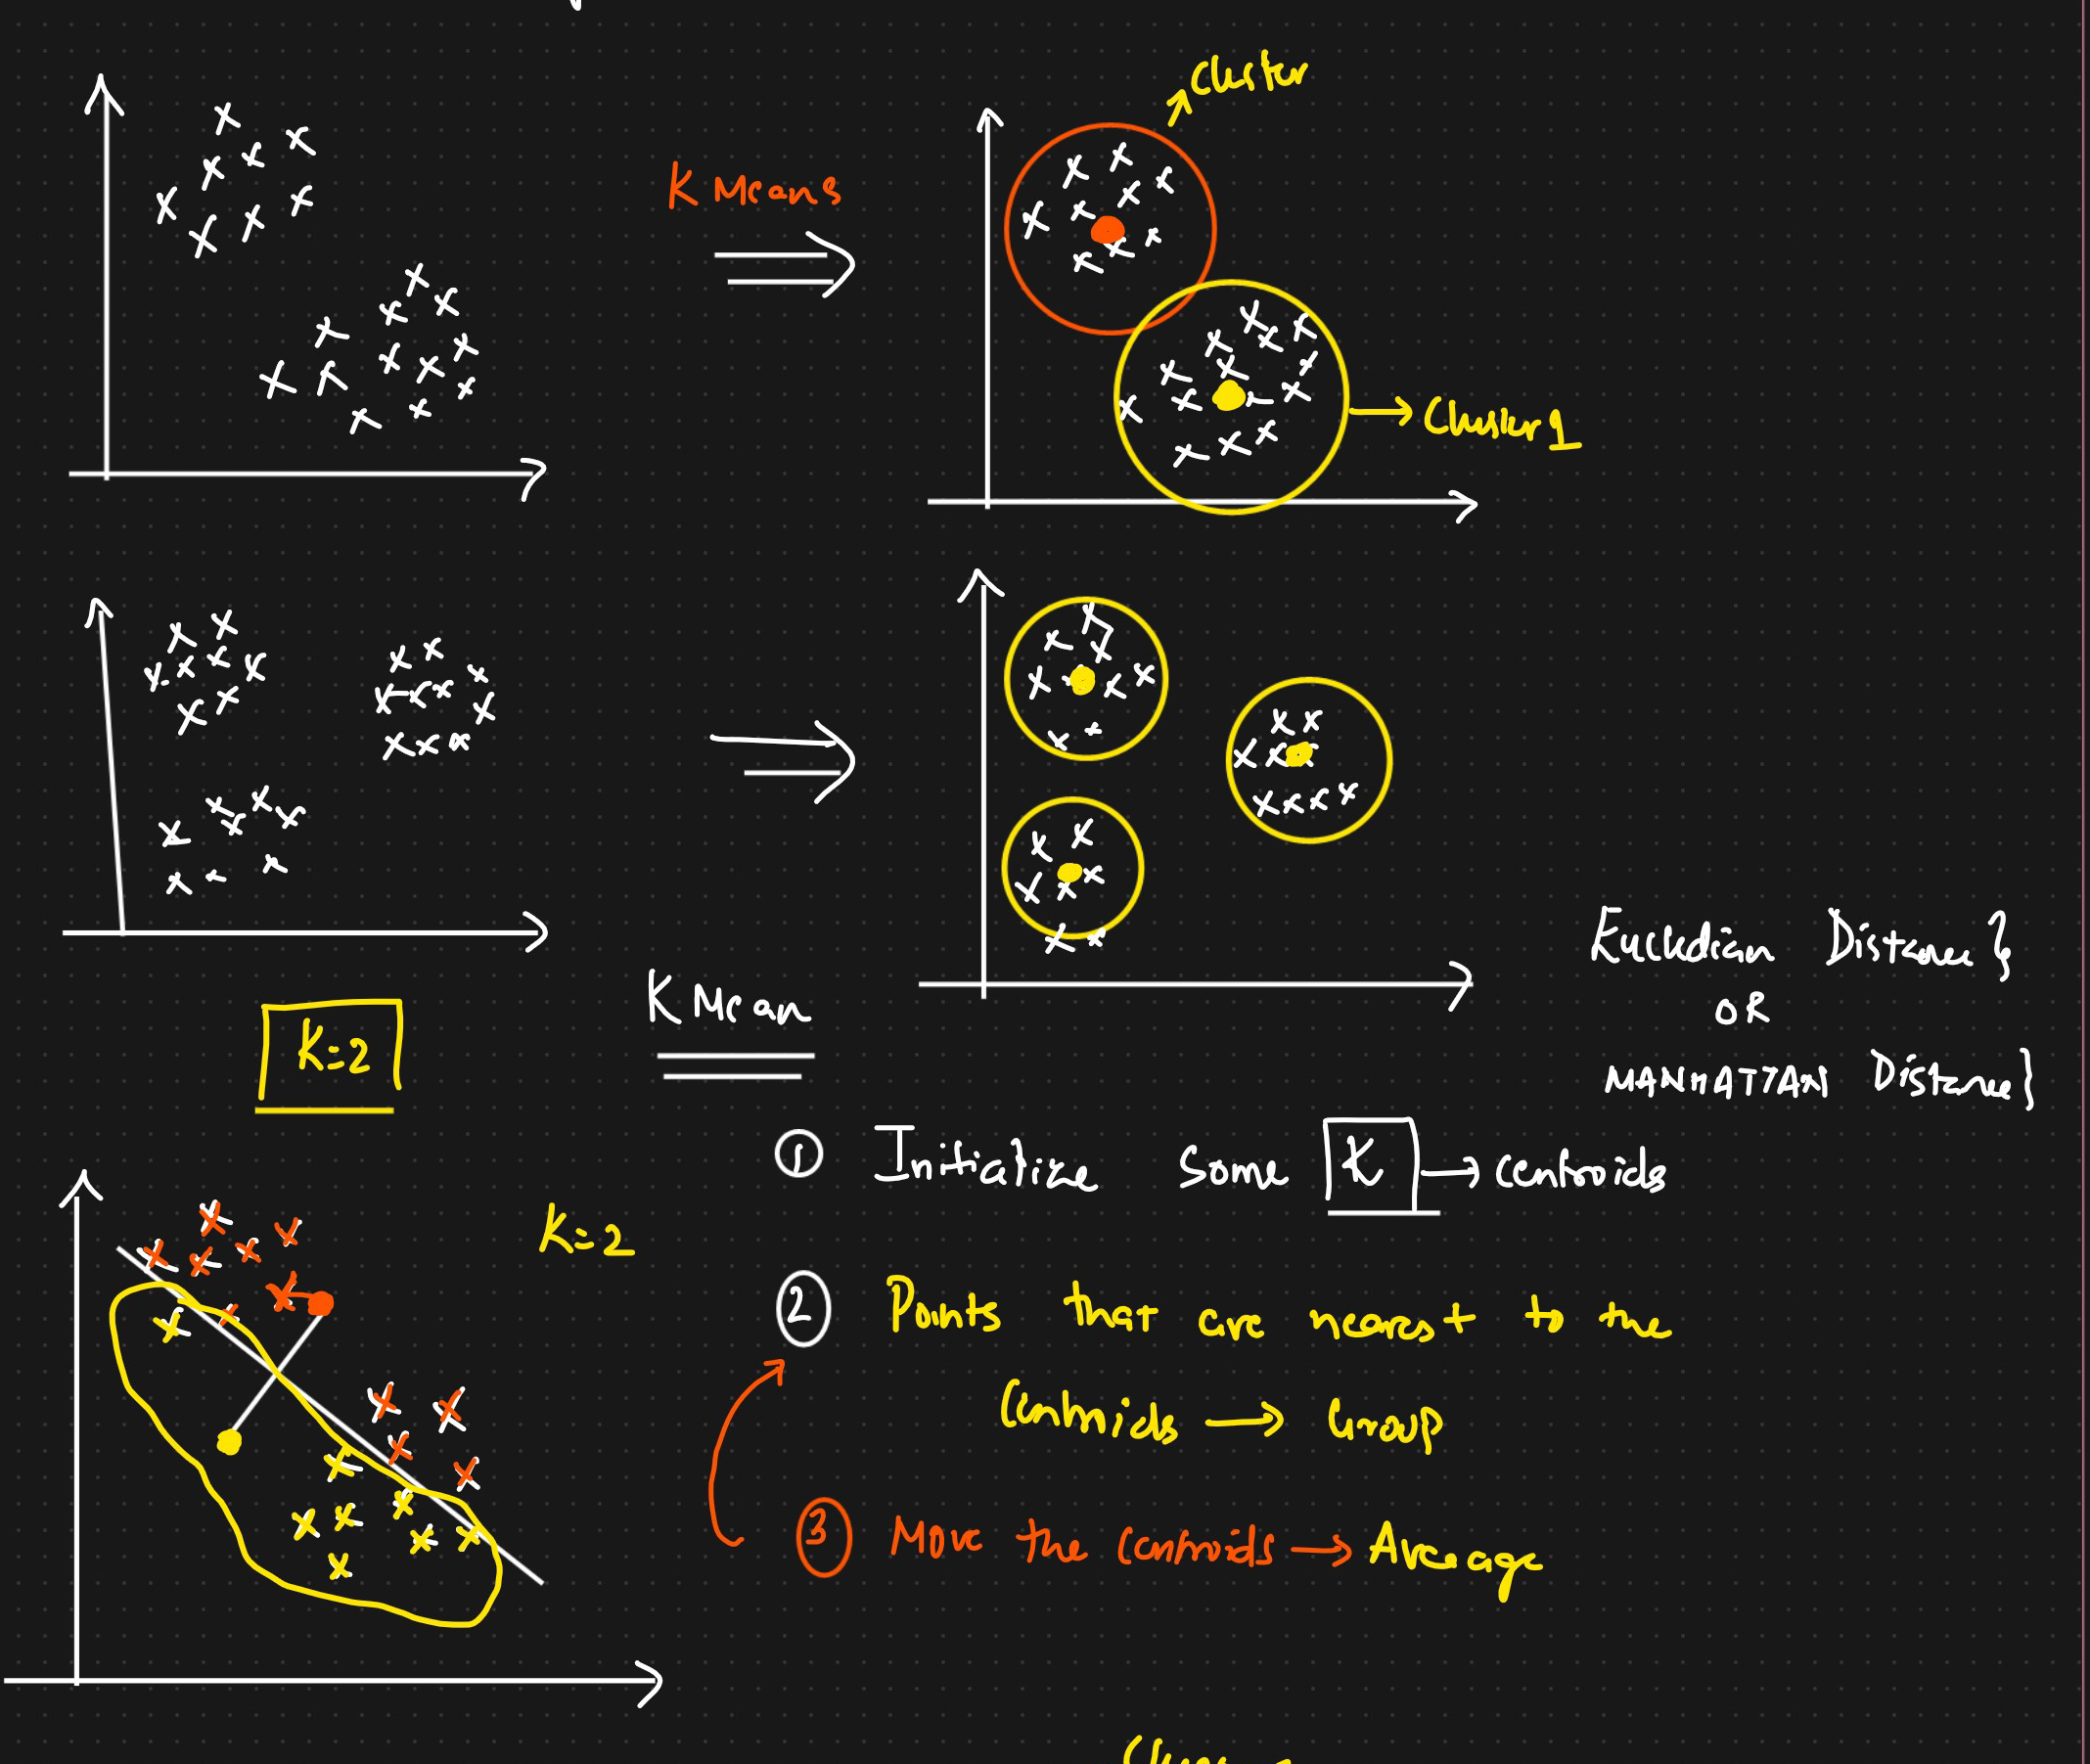 Cluster
K Means
Cluster 1
Euclidian Distance }
OR
MANHATTAN Distance }
K=2
K Mean
① Initialize Some K → Centroids
K=2
② Points that are nearest to the
Centroids → Group
③ Move the Centroids → Average